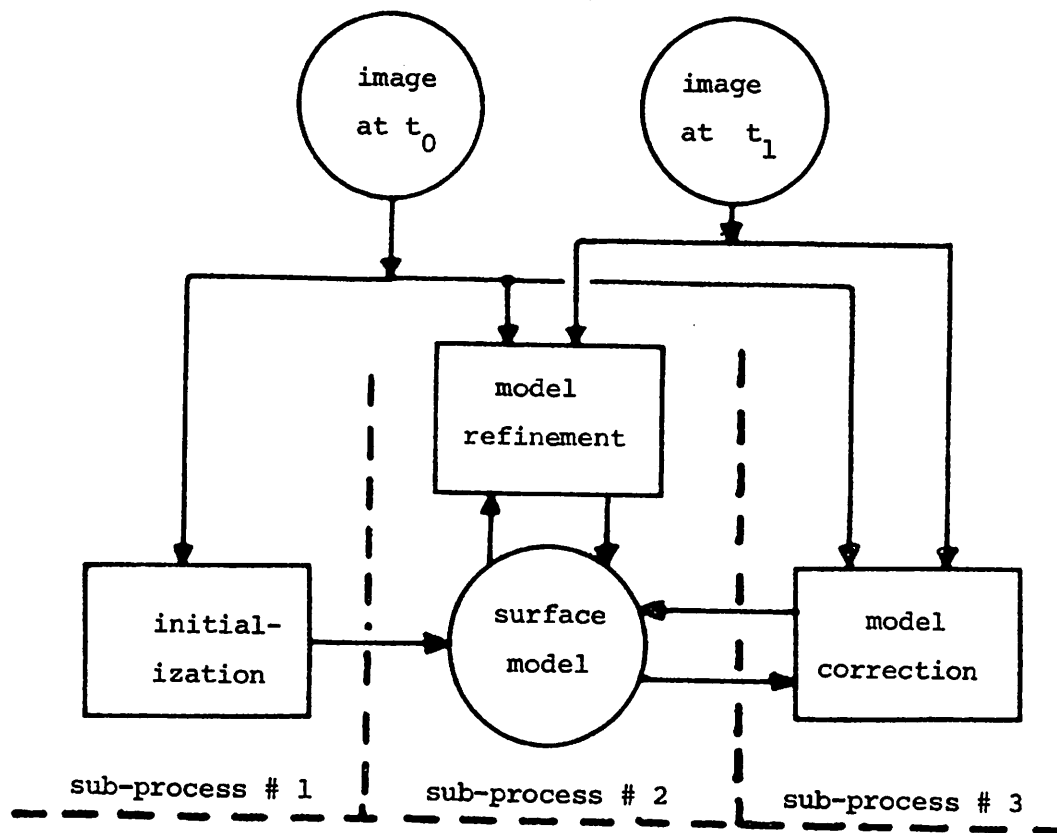 image
at t0
image
at t1
model
refinement
initial-
ization
surface
model
model
correction
sub-process # 1
sub-process # 2
sub-process # 3